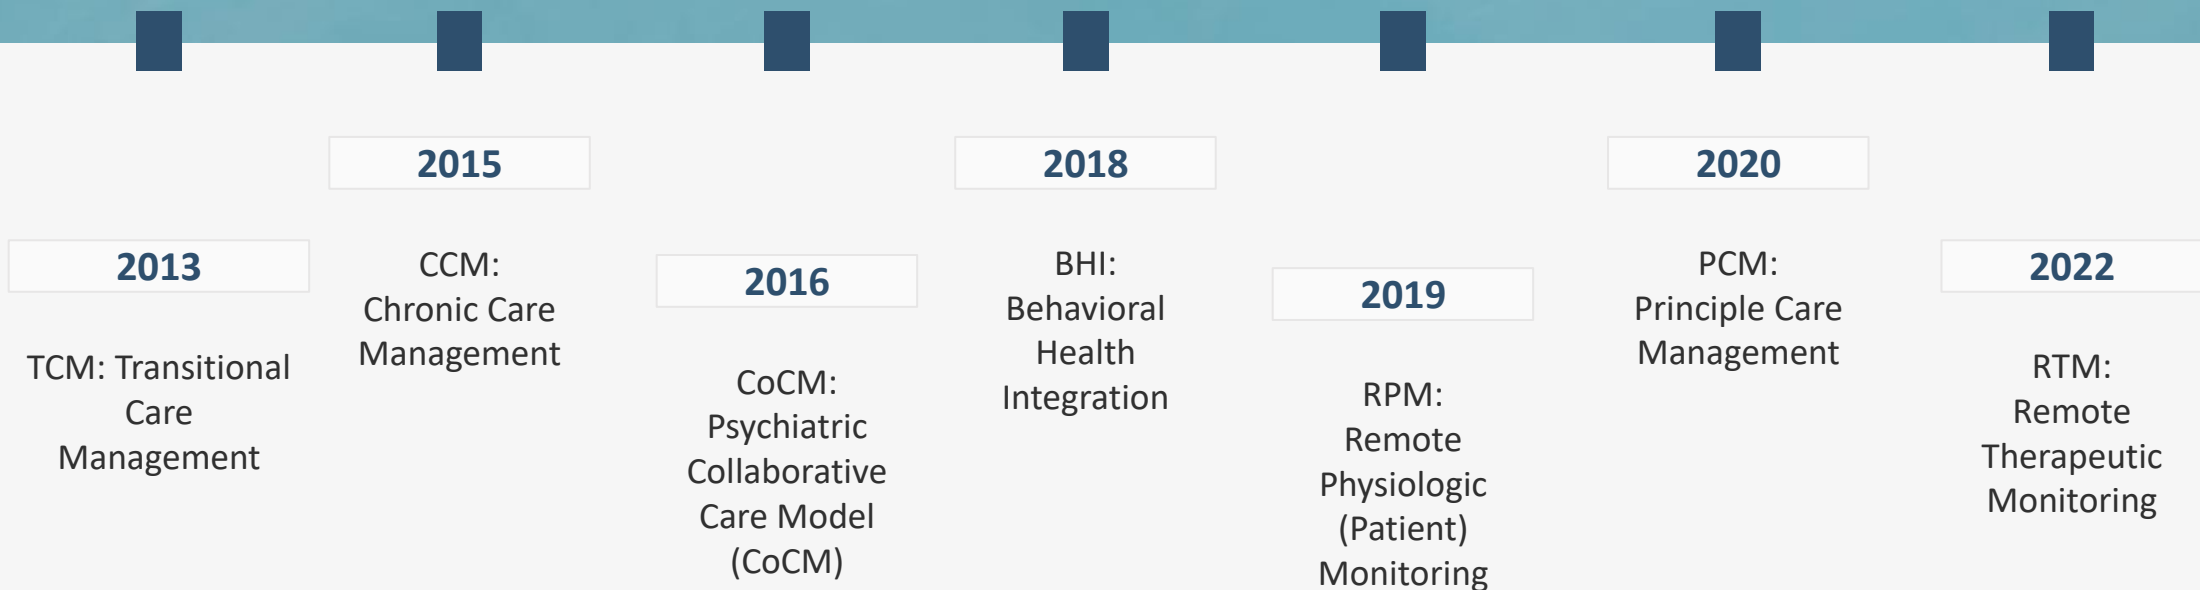 2013
TCM: Transitional
Care
Management
2015
CCM:
Chronic Care
Management
2016
CoCM:
Psychiatric
Collaborative
Care Model
(CoCM)
2018
BHI:
Behavioral
Health
Integration
2019
RPM:
Remote
Physiologic
(Patient)
Monitoring
2020
PCM:
Principle Care
Management
2022
RTM:
Remote
Therapeutic
Monitoring